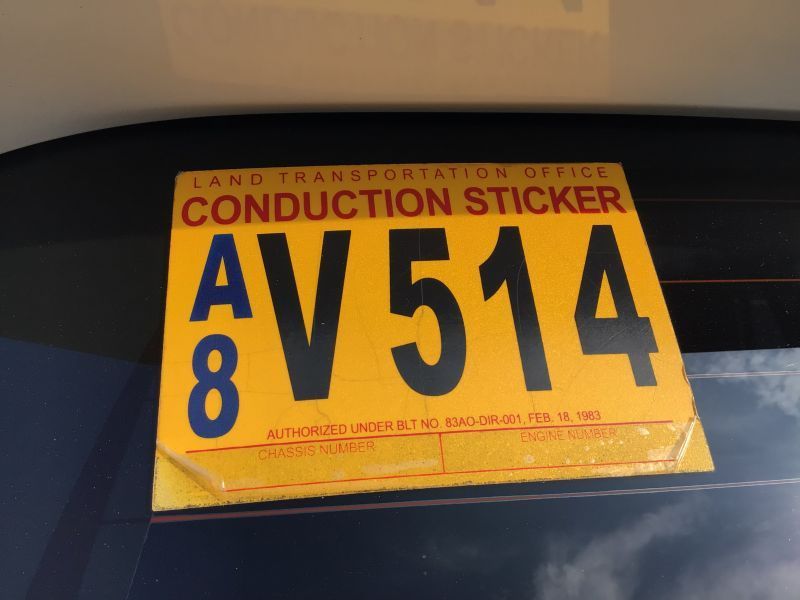 LAND TRANSPORTATION OFFICE
CONDUCTION STICKER
A8 V514
AUTHORIZED UNDER BLT NO. 83AO-DIR-001, FEB. 18, 1983
CHASSIS NUMBER ENGINE NUMBER